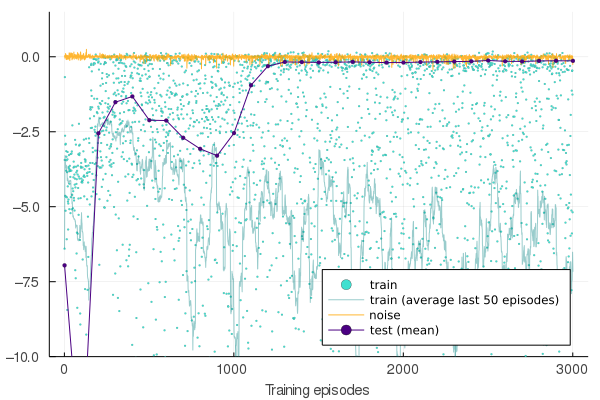 0.0
−2.5
−5.0
−7.5
−10.0
0
1000
2000
3000
Training episodes
train
train (average last 50 episodes)
noise
test (mean)